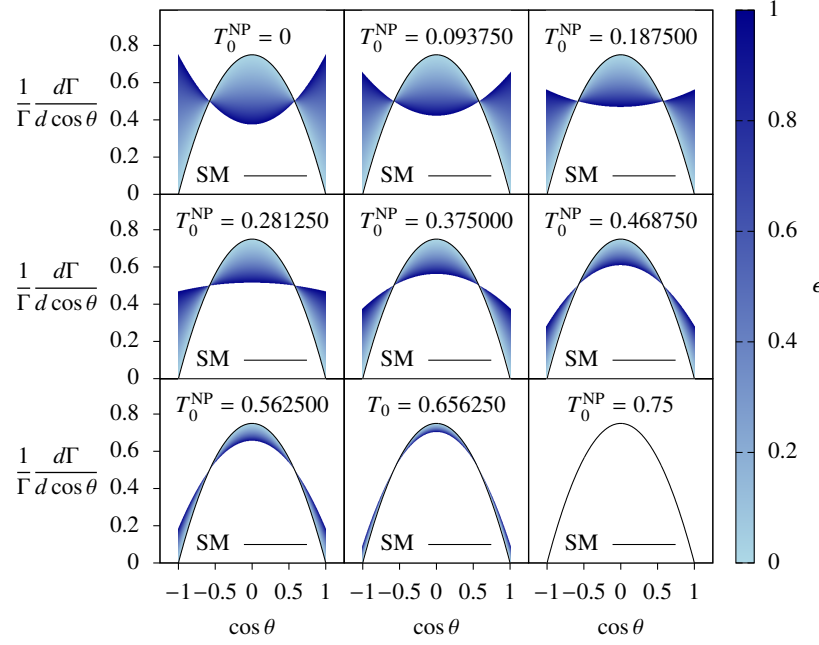 T_0^NP = 0
T_0^NP = 0.093750
T_0^NP = 0.187500
1
0.8
0.6
0.4
0.2
0
1/Γ dΓ/d cos θ
SM
SM
SM
0.8
T_0^NP = 0.281250
T_0^NP = 0.375000
T_0^NP = 0.468750
0.8
0.6
0.4
0.2
0
1/Γ dΓ/d cos θ
SM
SM
SM
0.6
0.4
ϵ
T_0^NP = 0.562500
T_0 = 0.656250
T_0^NP = 0.75
0.8
0.6
0.4
0.2
0
1/Γ dΓ/d cos θ
SM
SM
SM
0.2
0
−1 −0.5 0 0.5 1
−1 −0.5 0 0.5 1
−1 −0.5 0 0.5 1
cos θ
cos θ
cos θ